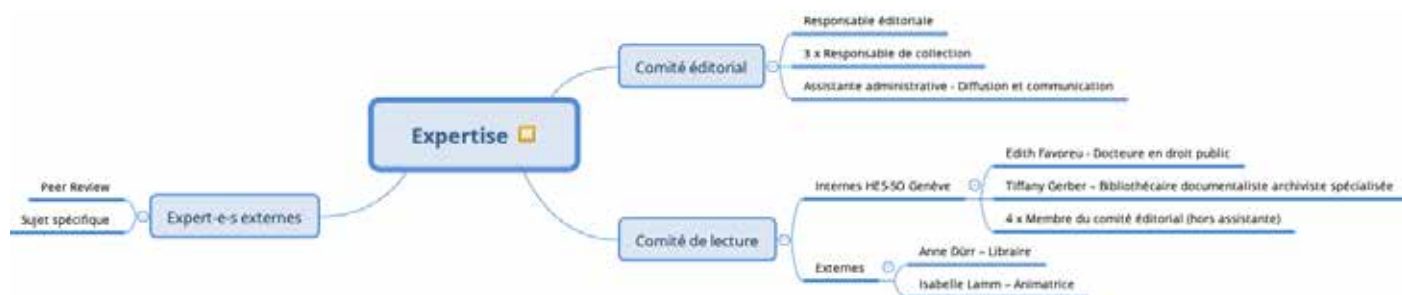 Expertise
Comité éditorial
Responsable éditoriale
3 x Responsable de collection
Assistante administrative - Diffusion et communication
Comité de lecture
Internes HES-SO Genève
Edith Favoreu - Docteure en droit public
Tiffany Gerber – Bibliothécaire documentaliste archiviste spécialisée
4 x Membre du comité éditorial (hors assistante)
Externes
Anne Dürr – Libraire
Isabelle Lamm – Animatrice
Expert-e-s externes
Peer Review
Sujet spécifique